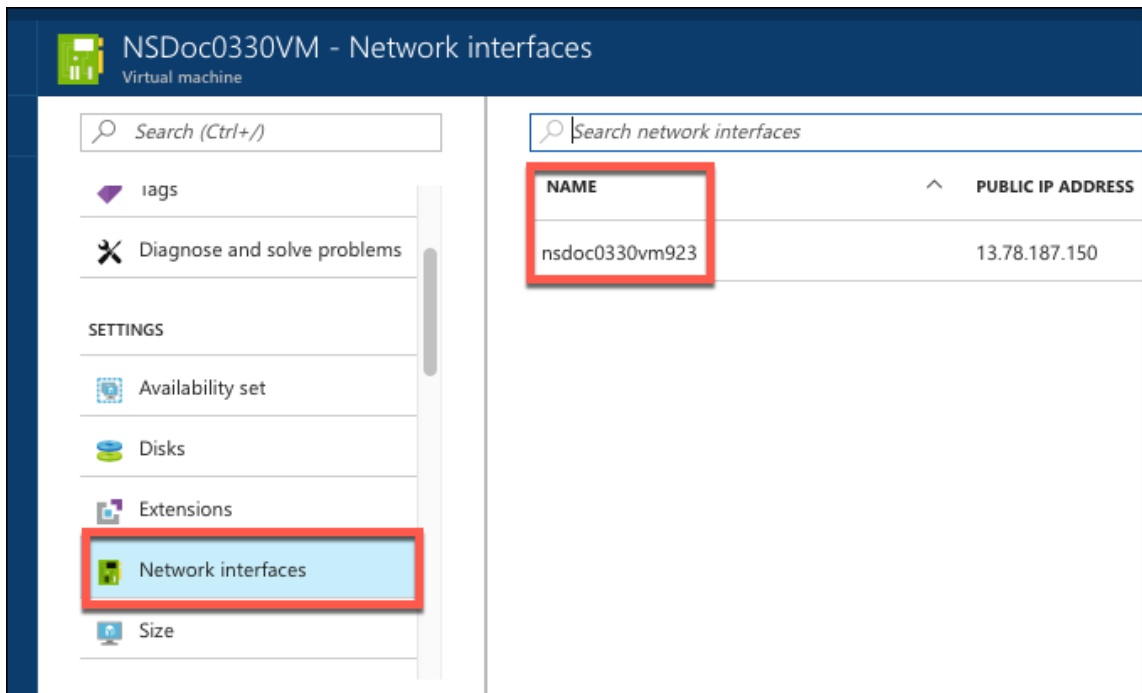 NSDoc0330VM - Network interfaces
Virtual machine
Search (Ctrl+/)
Tags
Diagnose and solve problems
SETTINGS
Availability set
Disks
Extensions
Network interfaces
Size
Search network interfaces
NAME PUBLIC IP ADDRESS
nsdoc0330vm923 13.78.187.150